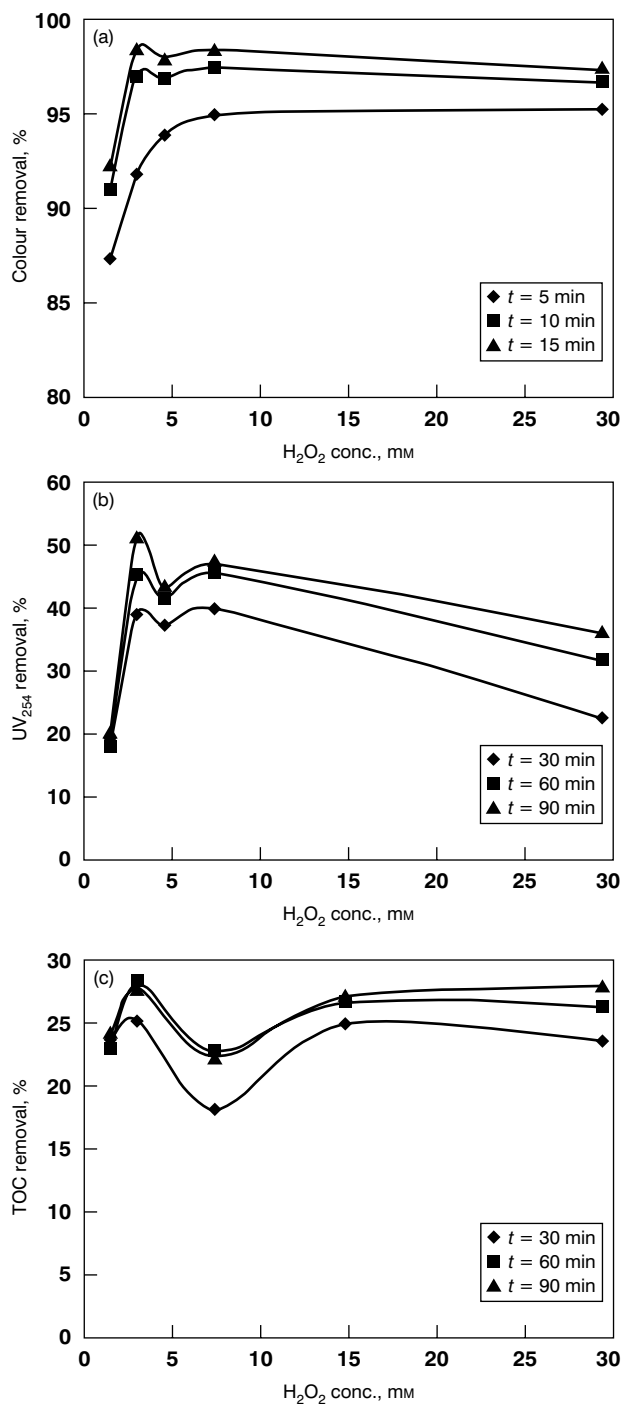 (a)
100
95
90
85
80
Colour removal, %
t = 5 min
t = 10 min
t = 15 min
0 5 10 15 20 25 30
H₂O₂ conc., mM
(b)
60
50
40
30
20
10
0
UV₂₅₄ removal, %
t = 30 min
t = 60 min
t = 90 min
0 5 10 15 20 25 30
H₂O₂ conc., mM
(c)
30
25
20
15
10
5
0
TOC removal, %
t = 30 min
t = 60 min
t = 90 min
0 5 10 15 20 25 30
H₂O₂ conc., mM